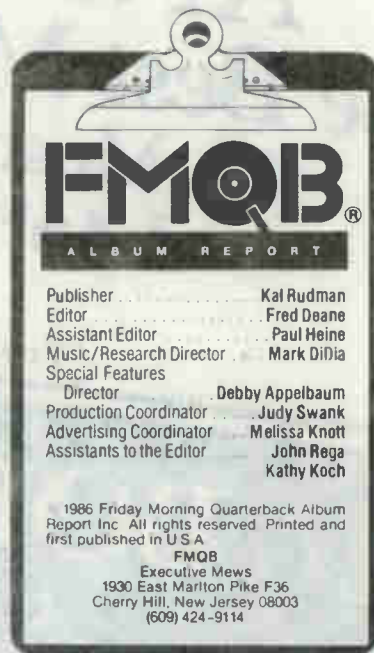 FMQB®
ALBUM REPORT
Publisher . . . . . . . . . . Kal Rudman
Editor . . . . . . . . . . . . . Fred Deane
Assistant Editor . . . . . . . . . Paul Heine
Music/Research Director . Mark DiDia
Special Features
Director . . . . . . . Debby Appelbaum
Production Coordinator . . . . Judy Swank
Advertising Coordinator Melissa Knott
Assistants to the Editor John Rega
Kathy Koch
1986 Friday Morning Quarterback Album
Report Inc All rights reserved Printed and
first published in U S A
FMQB
Executive Mews
1930 East Marlton Pike F36
Cherry Hill, New Jersey 08003
(609) 424-9114